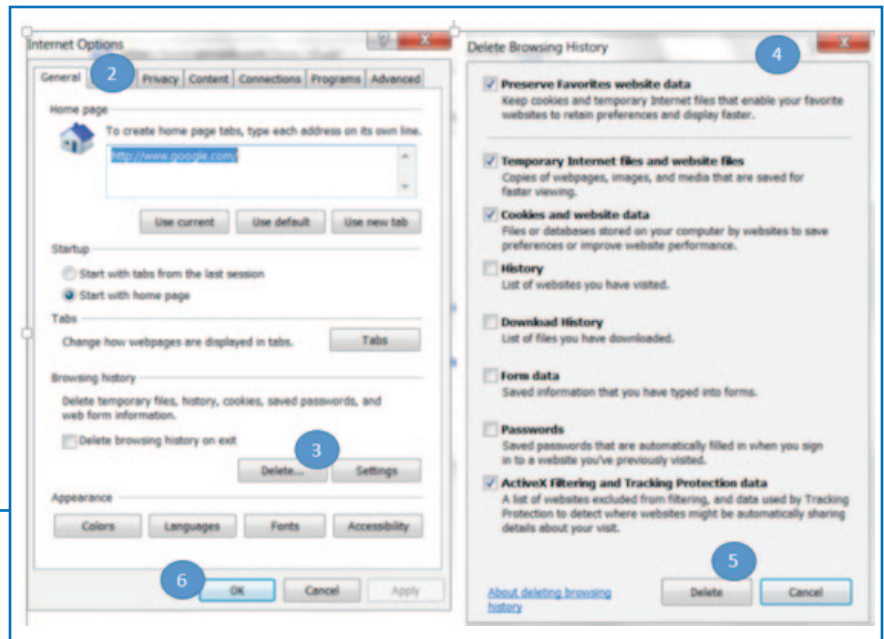 Internet Options
General
2
Privacy
Content
Connections
Programs
Advanced
Home page
To create home page tabs, type each address on its own line.
http://www.google.com/
Use current
Use default
Use new tab
Startup
Start with tabs from the last session
Start with home page
Tabs
Change how webpages are displayed in tabs.
Tabs
Browsing history
Delete temporary files, history, cookies, saved passwords, and
web form information.
Delete browsing history on exit
3
Delete...
Settings
Appearance
Colors
Languages
Fonts
Accessibility
6
OK
Cancel
Apply
Delete Browsing History
4
Preserve Favorites website data
Keep cookies and temporary Internet files that enable your favorite
websites to retain preferences and display faster.
Temporary Internet files and website files
Copies of webpages, images, and media that are saved for
faster viewing.
Cookies and website data
Files or databases stored on your computer by websites to save
preferences or improve website performance.
History
List of websites you have visited.
Download History
List of files you have downloaded.
Form data
Saved information that you have typed into forms.
Passwords
Saved passwords that are automatically filled in when you sign
in to a website you've previously visited.
ActiveX Filtering and Tracking Protection data
A list of websites excluded from filtering, and data used by Tracking
Protection to detect where websites might be automatically sharing
details about your visit.
5
About deleting browsing
history
Delete
Cancel